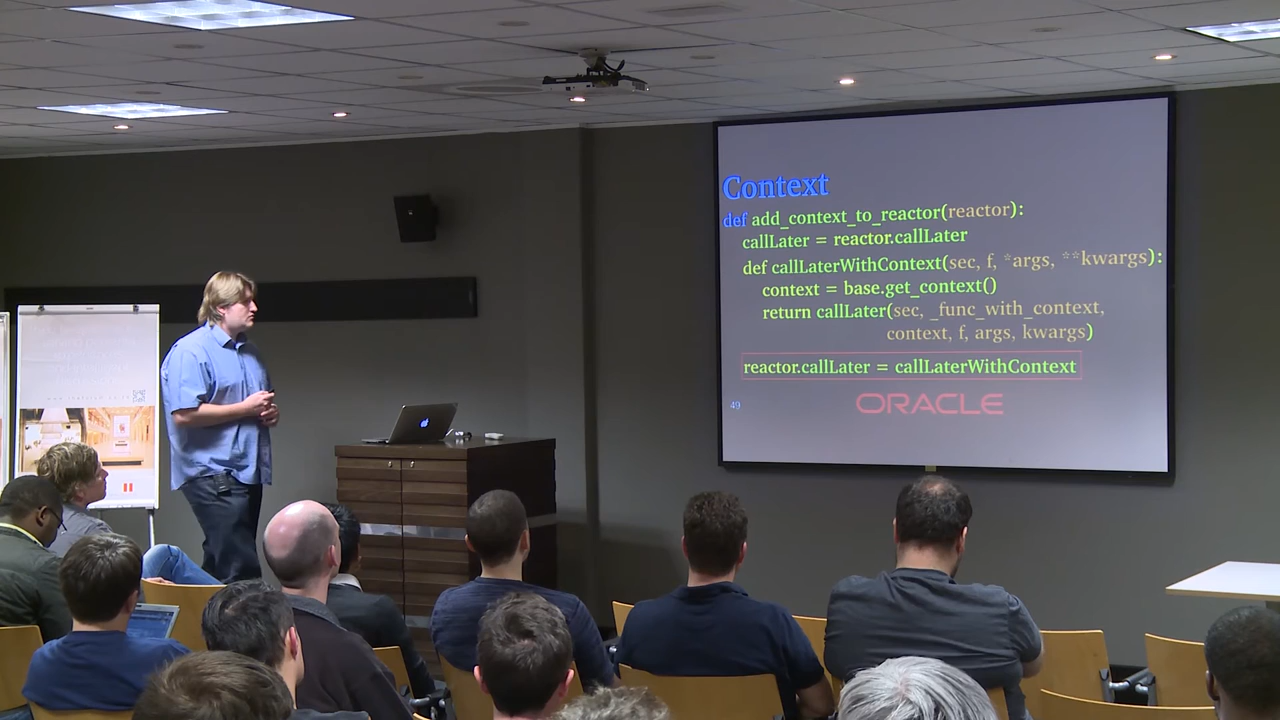 Context
def add_context_to_reactor(reactor):
callLater = reactor.callLater
def callLaterWithContext(sec, f, *args, **kwargs):
context = base.get_context()
return callLater(sec, _func_with_context,
context, f, args, kwargs)
reactor.callLater = callLaterWithContext
49
ORACLE